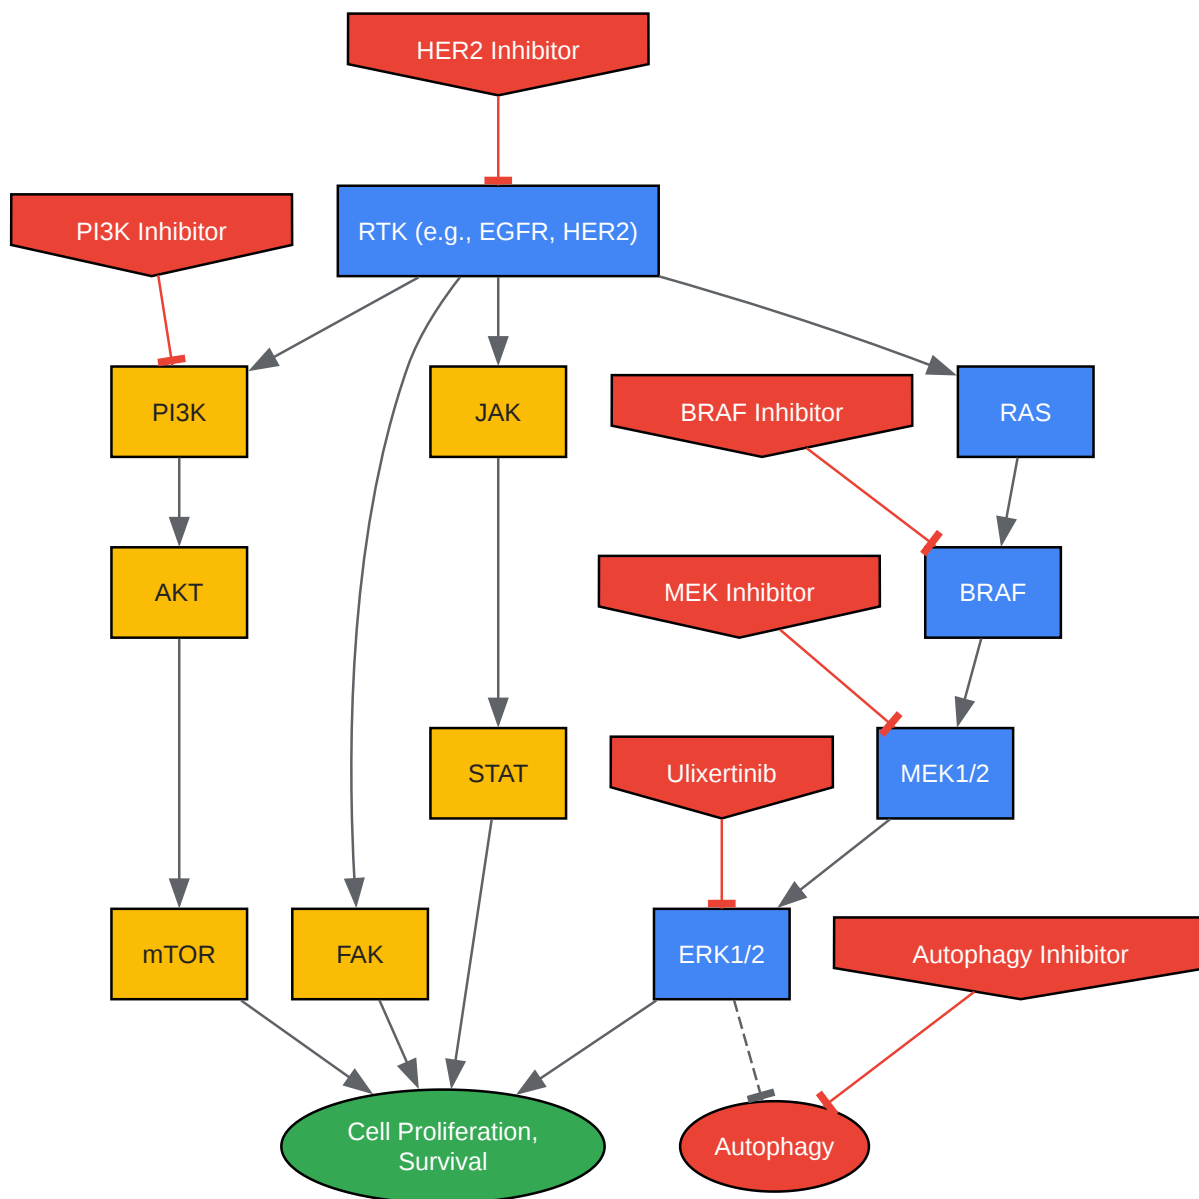 HER2 Inhibitor
PI3K Inhibitor
RTK (e.g., EGFR, HER2)
PI3K
JAK
BRAF Inhibitor
RAS
AKT
MEK Inhibitor
BRAF
STAT
Ulixertinib
MEK1/2
mTOR
FAK
ERK1/2
Autophagy Inhibitor
Cell Proliferation,
Survival
Autophagy